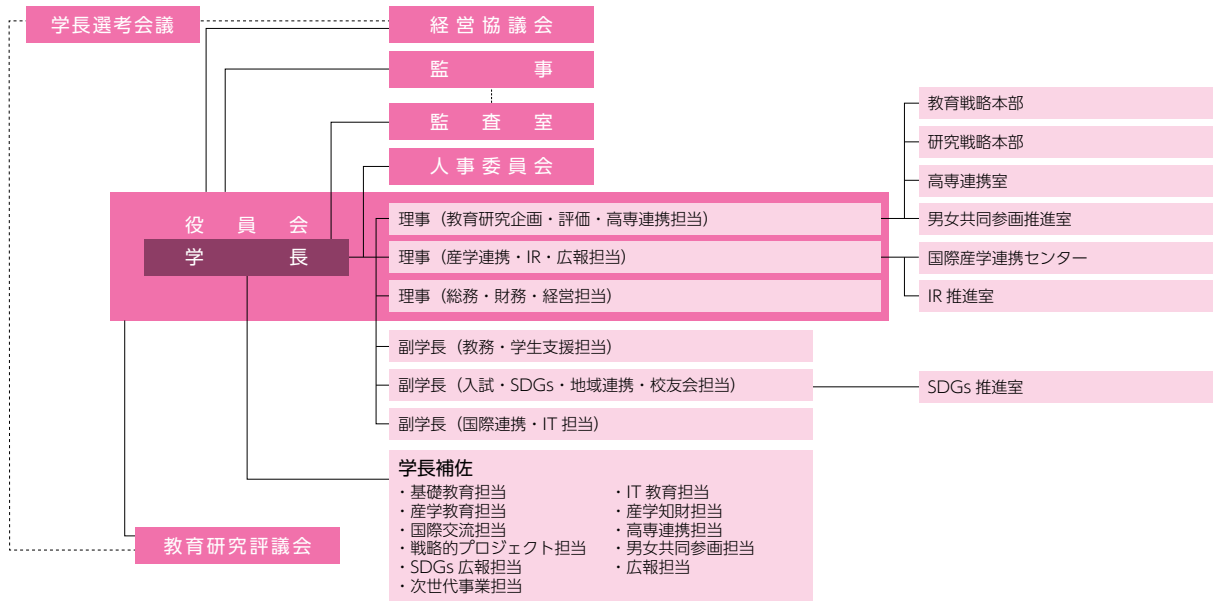 学長選考会議
経営協議会
監事
監査室
人事委員会
役員会
学長
理事（教育研究企画・評価・高専連携担当）
理事（産学連携・IR・広報担当）
理事（総務・財務・経営担当）
教育戦略本部
研究戦略本部
高専連携室
男女共同参画推進室
国際産学連携センター
IR 推進室
副学長（教務・学生支援担当）
副学長（入試・SDGs・地域連携・校友会担当）
SDGs 推進室
副学長（国際連携・IT 担当）
学長補佐
・基礎教育担当
・産学教育担当
・国際交流担当
・戦略的プロジェクト担当
・SDGs 広報担当
・次世代事業担当
・IT 教育担当
・産学知財担当
・高専連携担当
・男女共同参画担当
・広報担当
教育研究評議会